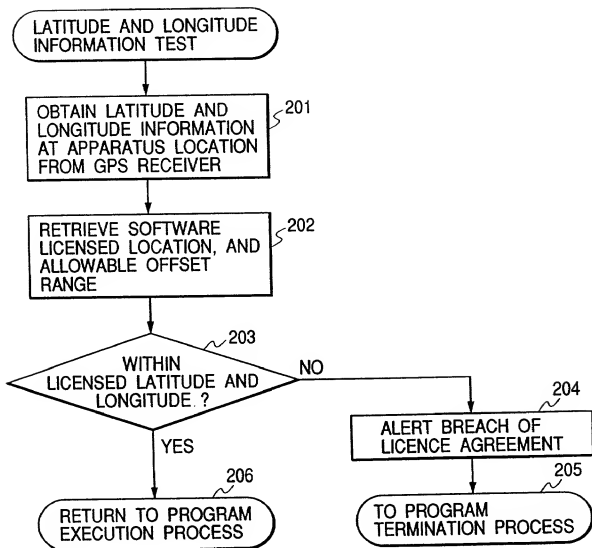 LATITUDE AND LONGITUDE
INFORMATION TEST
201
OBTAIN LATITUDE AND
LONGITUDE INFORMATION
AT APPARATUS LOCATION
FROM GPS RECEIVER
202
RETRIEVE SOFTWARE
LICENSED LOCATION, AND
ALLOWABLE OFFSET
RANGE
203
WITHIN
LICENSED LATITUDE AND
LONGITUDE ?
NO
YES
204
ALERT BREACH OF
LICENCE AGREEMENT
205
TO PROGRAM
TERMINATION PROCESS
206
RETURN TO PROGRAM
EXECUTION PROCESS